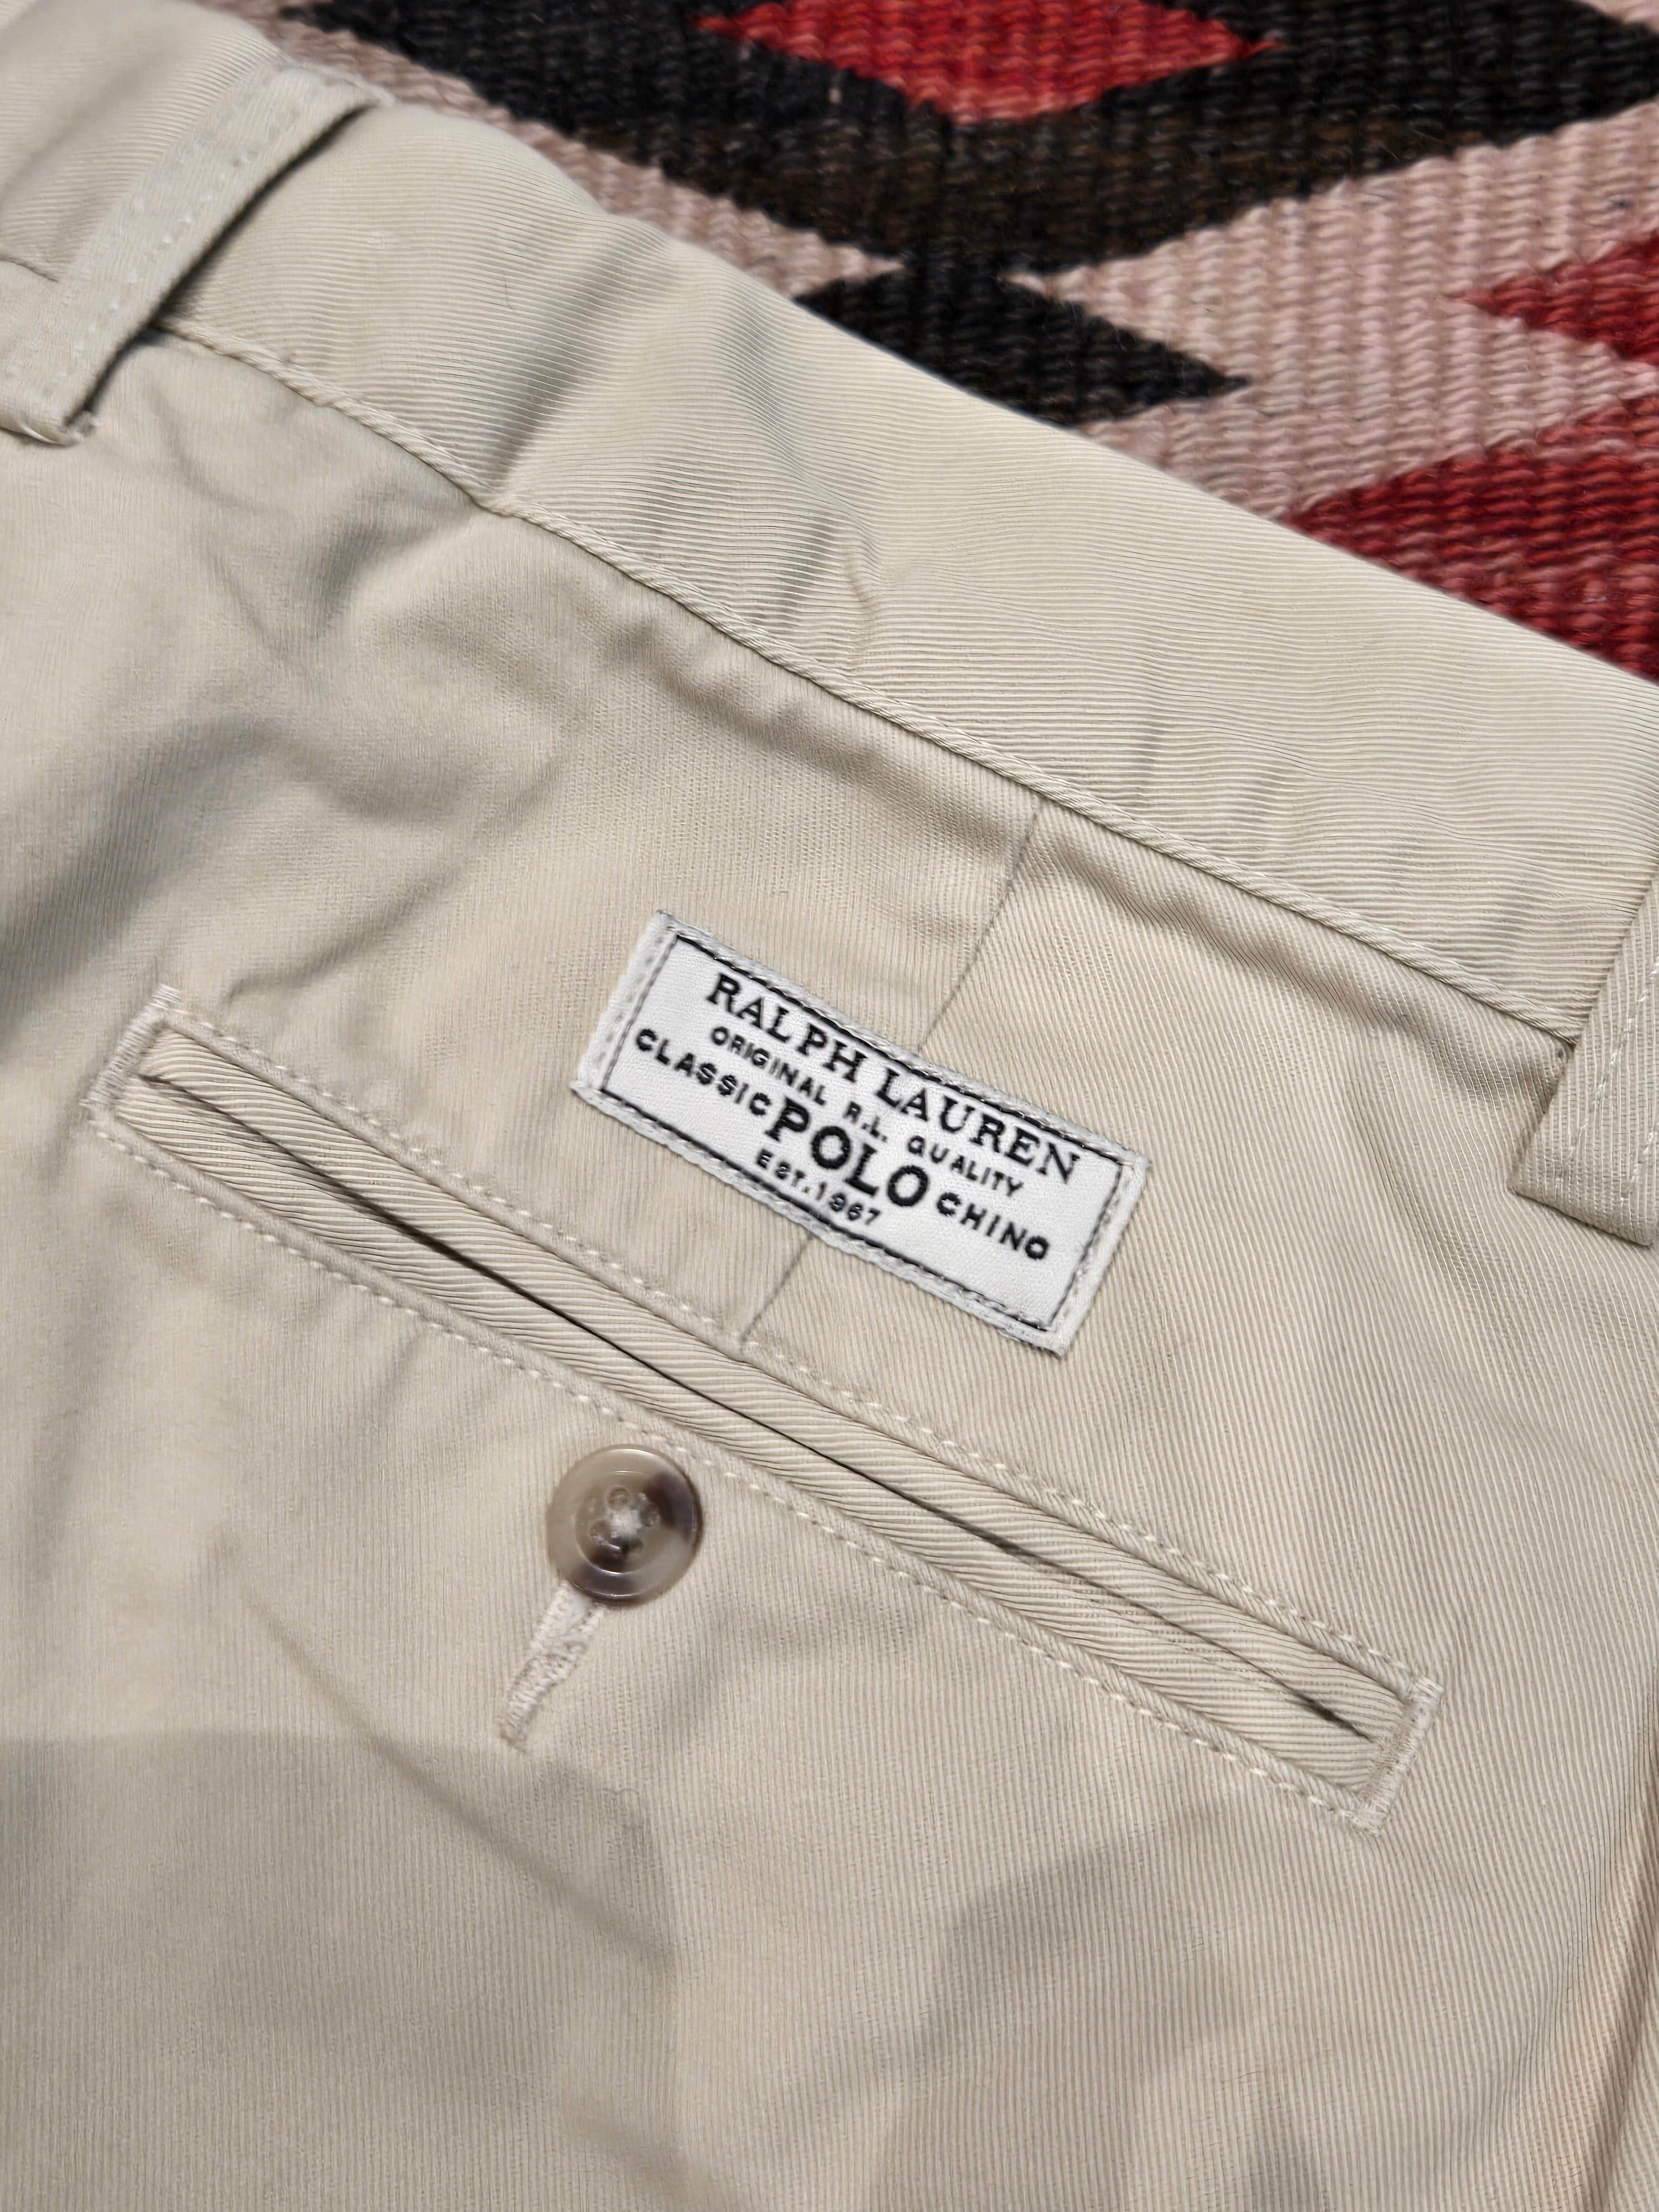 RALPH LAUREN
ORIGINAL R.L. QUALITY
CLASSIC POLO CHINO
EST. 1967